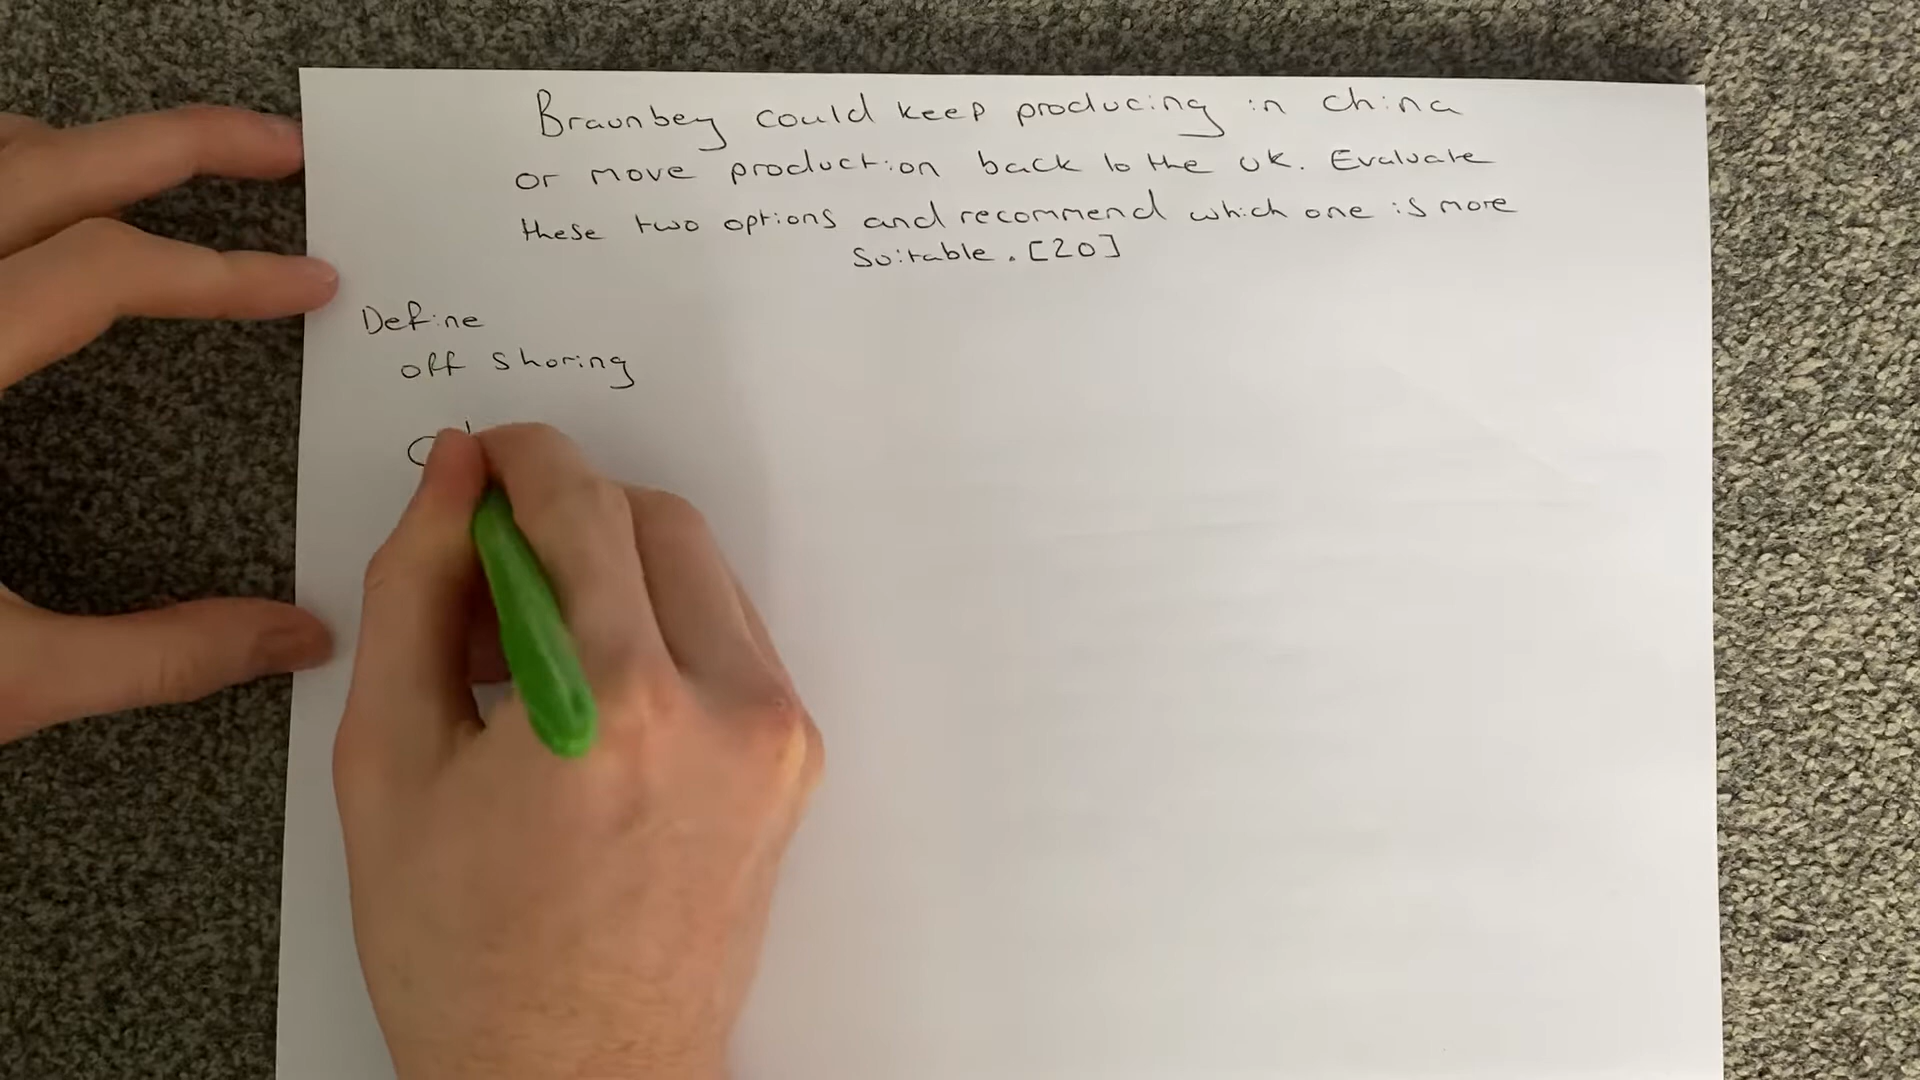 Braunbey could keep producing in china
or move production back to the UK. Evaluate
these two options and recommend which one is more
suitable. [20]
Define
off shoring